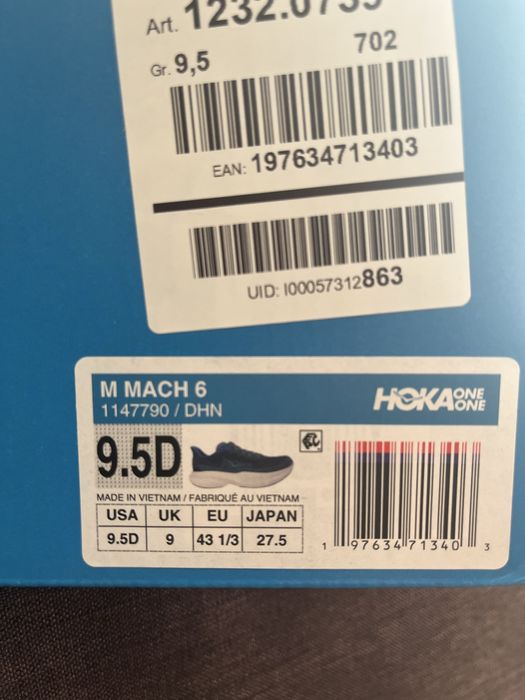 Art. 1232.0739
702
Gr. 9,5
EAN: 197634713403
UID: I00057312863
M MACH 6
1147790 / DHN
HOKA ONE ONE
9.5D
MADE IN VIETNAM / FABRIQUÉ AU VIETNAM
USA UK EU JAPAN
9.5D 9 43 1/3 27.5
1 97634 71340 3